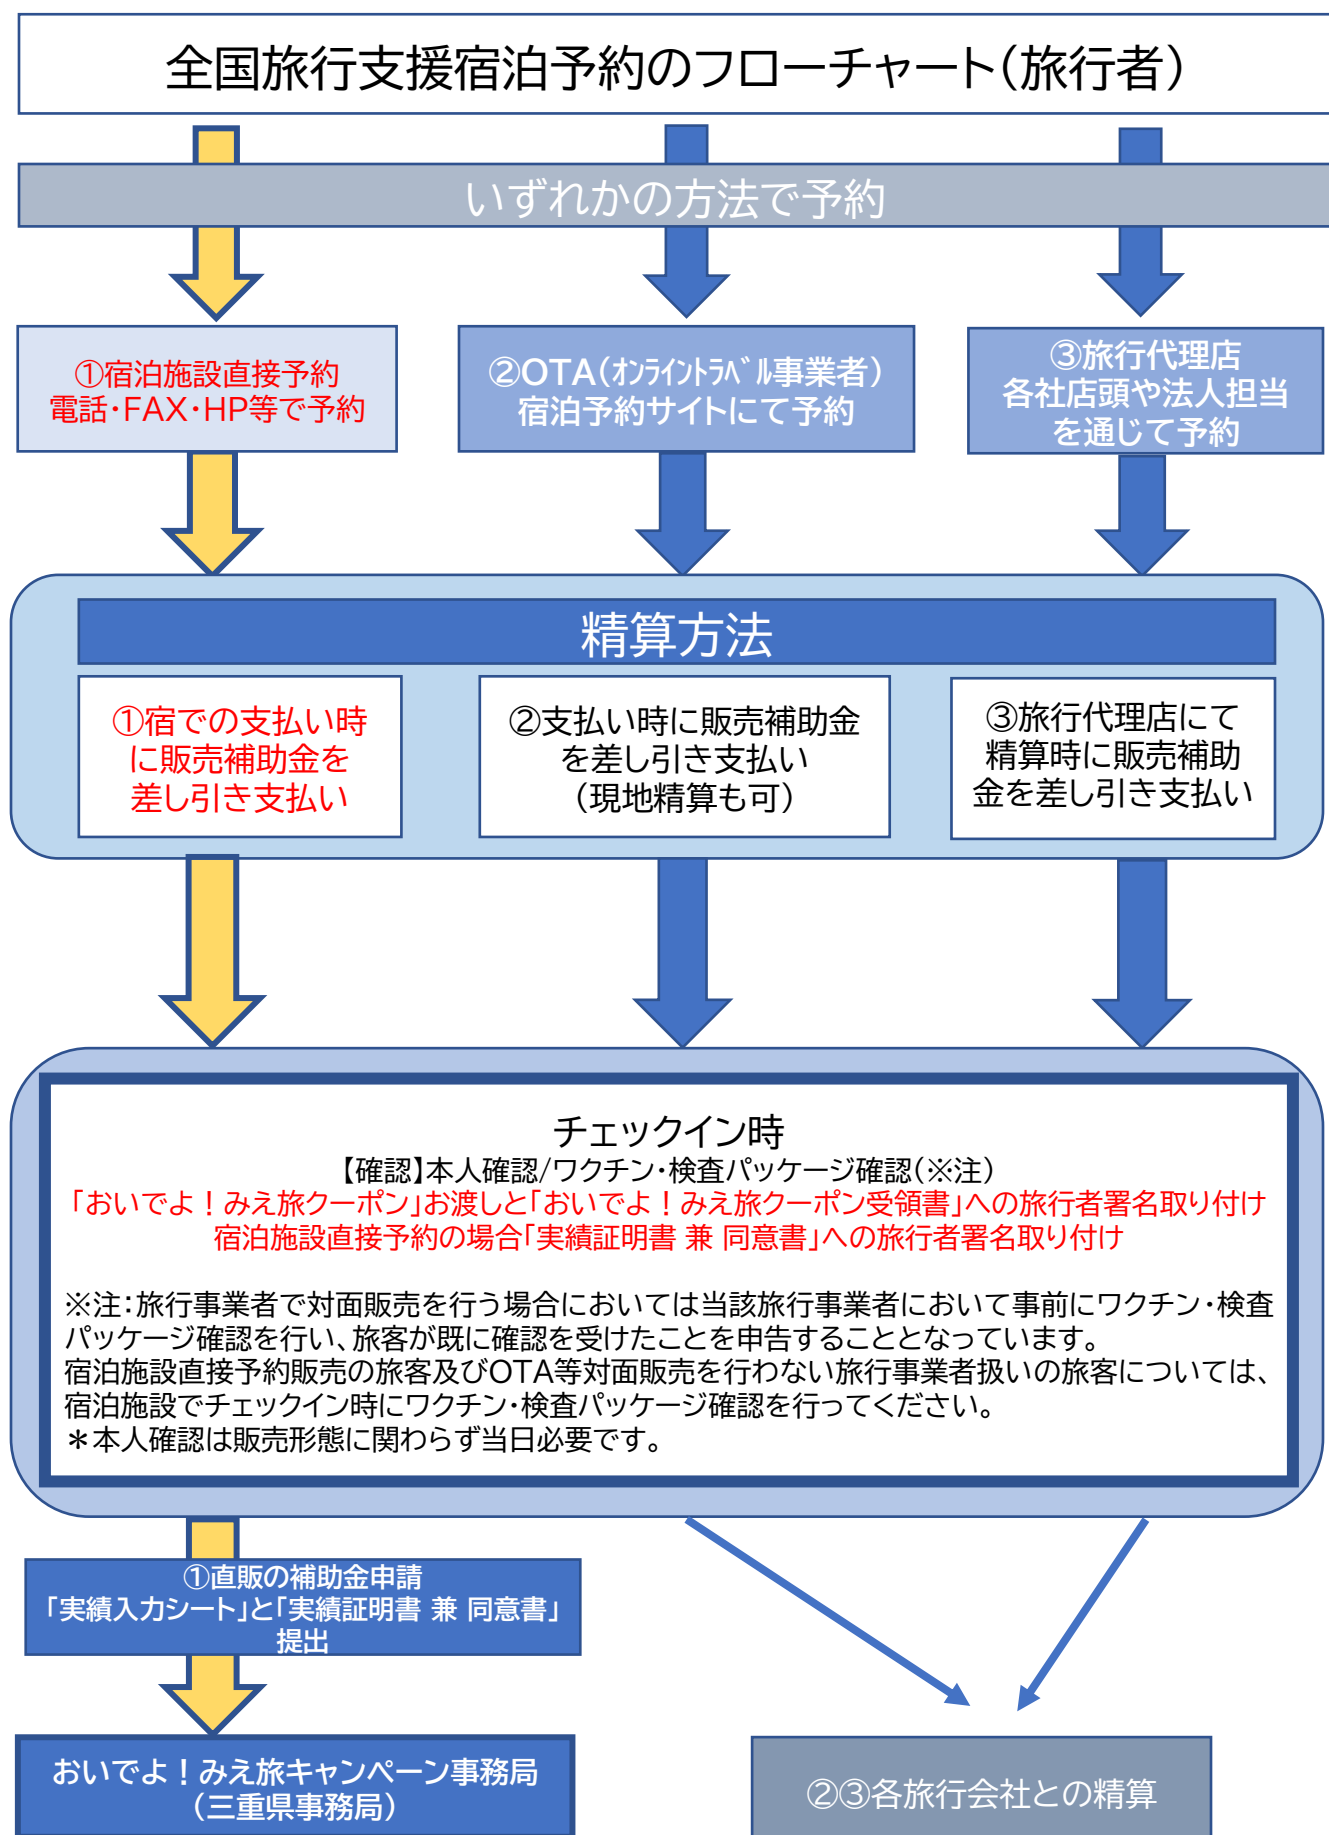 全国旅行支援宿泊予約のフローチャート(旅行者)
いずれかの方法で予約
①宿泊施設直接予約
電話・FAX・HP等で予約
②OTA(ｵﾝﾗｲﾝﾄﾗﾍﾞﾙ事業者)
宿泊予約サイトにて予約
③旅行代理店
各社店頭や法人担当
を通じて予約
精算方法
①宿での支払い時
に販売補助金を
差し引き支払い
②支払い時に販売補助金
を差し引き支払い
(現地精算も可)
③旅行代理店にて
精算時に販売補助
金を差し引き支払い
チェックイン時
【確認】本人確認/ワクチン・検査パッケージ確認(※注)
「おいでよ！みえ旅クーポン」お渡しと「おいでよ！みえ旅クーポン受領書」への旅行者署名取り付け
宿泊施設直接予約の場合「実績証明書 兼 同意書」への旅行者署名取り付け
※注：旅行事業者で対面販売を行う場合においては当該旅行事業者において事前にワクチン・検査
パッケージ確認を行い、旅客が既に確認を受けたことを申告することとなっています。
宿泊施設直接予約販売の旅客及びOTA等対面販売を行わない旅行事業者扱いの旅客については、
宿泊施設でチェックイン時にワクチン・検査パッケージ確認を行ってください。
＊本人確認は販売形態に関わらず当日必要です。
①直販の補助金申請
「実績入力シート」と「実績証明書 兼 同意書」
提出
おいでよ！みえ旅キャンペーン事務局
(三重県事務局)
②③各旅行会社との精算